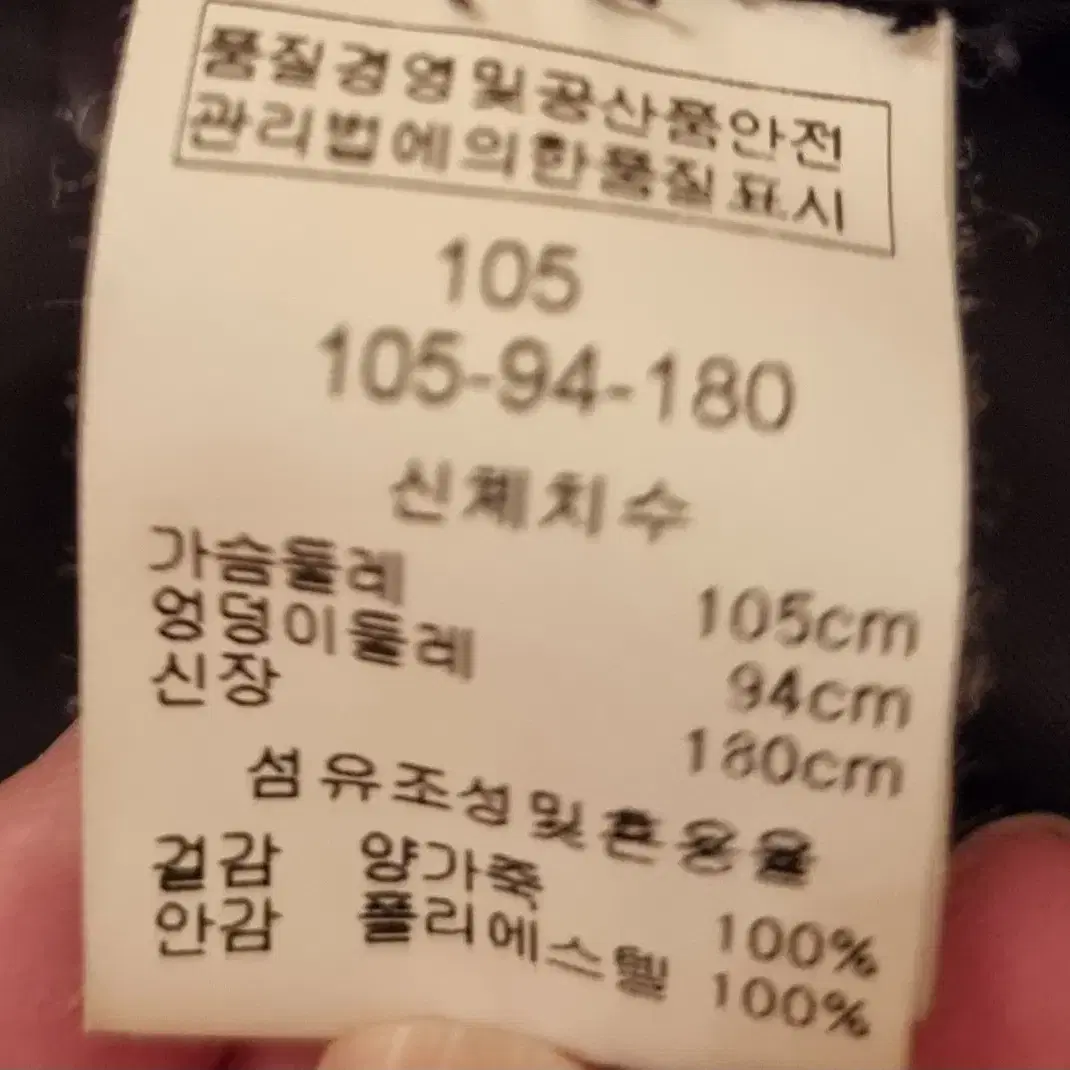 품질경영및공산품안전
관리법에의한품질표시
105
105-94-180
신체치수
가슴둘레 105cm
엉덩이둘레 94cm
신장 180cm
섬유조성및혼용율
겉감 양가죽 100%
안감 폴리에스텔 100%